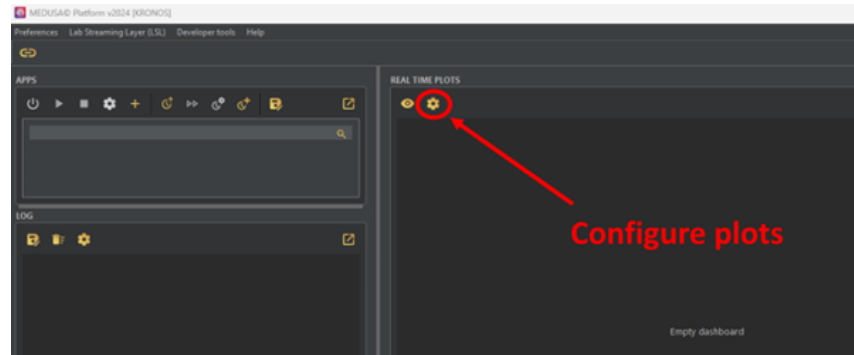 MEDUSA© Platform v2024 [KRONOS]
Preferences Lab Streaming Layer (LSL) Developer tools Help
APPS
REAL TIME PLOTS
LOG
Configure plots
Empty dashboard